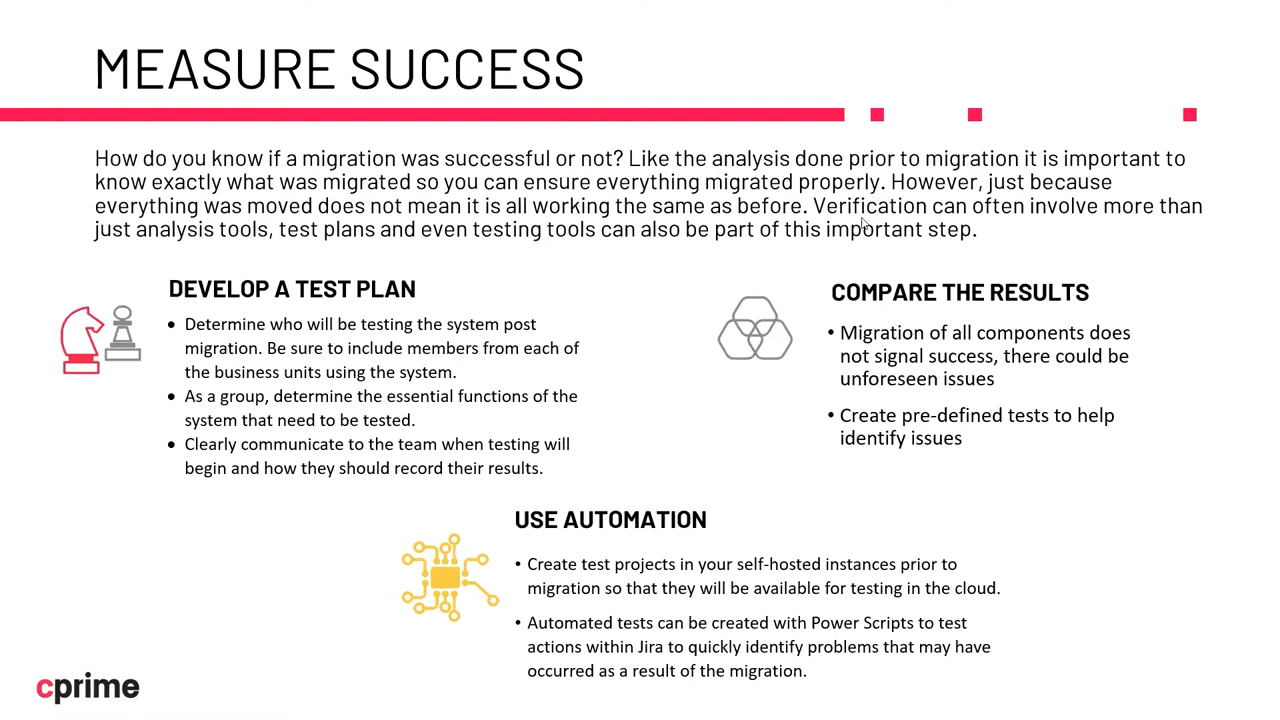 MEASURE SUCCESS
How do you know if a migration was successful or not? Like the analysis done prior to migration it is important to
know exactly what was migrated so you can ensure everything migrated properly. However, just because
everything was moved does not mean it is all working the same as before. Verification can often involve more than
just analysis tools, test plans and even testing tools can also be part of this important step.
DEVELOP A TEST PLAN
• Determine who will be testing the system post
migration. Be sure to include members from each of
the business units using the system.
• As a group, determine the essential functions of the
system that need to be tested.
• Clearly communicate to the team when testing will
begin and how they should record their results.
COMPARE THE RESULTS
• Migration of all components does
not signal success, there could be
unforeseen issues
• Create pre-defined tests to help
identify issues
USE AUTOMATION
• Create test projects in your self-hosted instances prior to
migration so that they will be available for testing in the cloud.
• Automated tests can be created with Power Scripts to test
actions within Jira to quickly identify problems that may have
occurred as a result of the migration.
cprime